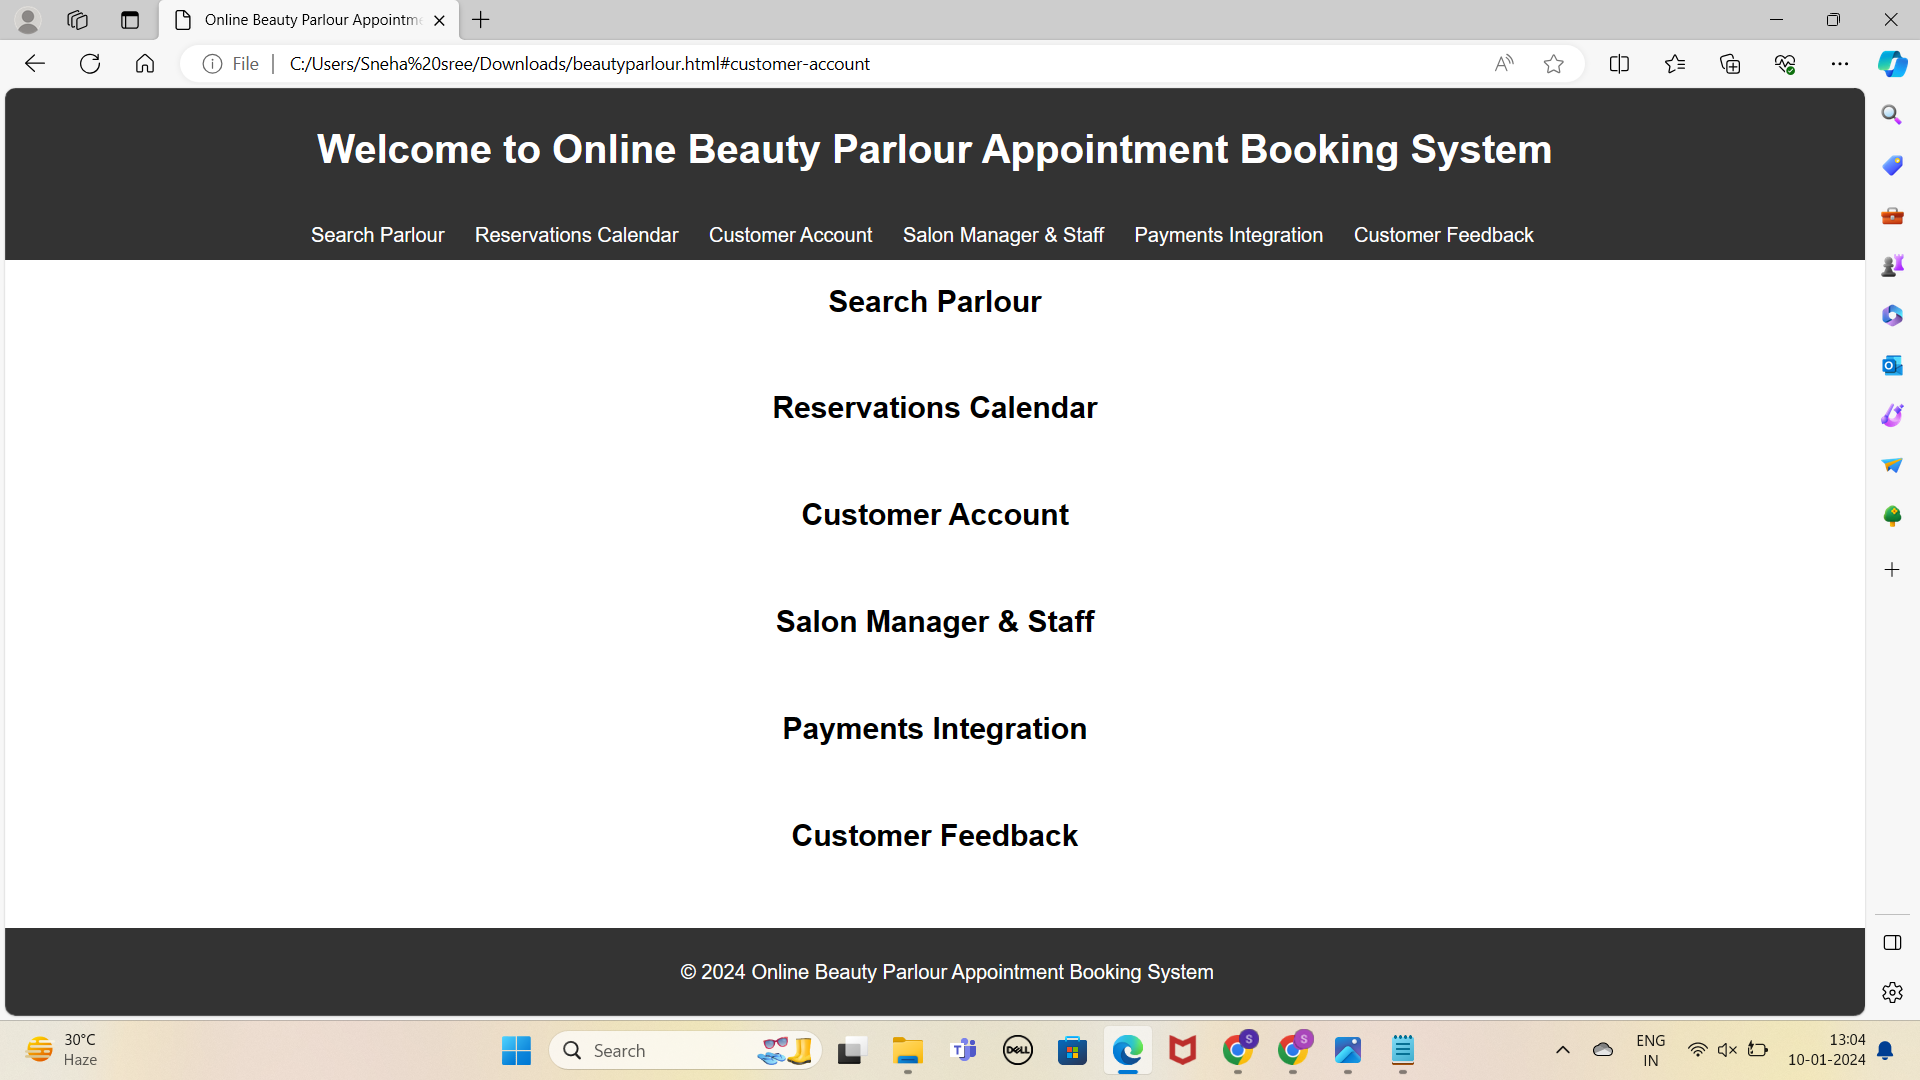 Online Beauty Parlour Appointm
File
C:/Users/Sneha%20sree/Downloads/beautyparlour.html#customer-account
Welcome to Online Beauty Parlour Appointment Booking System
Search Parlour Reservations Calendar Customer Account Salon Manager & Staff Payments Integration Customer Feedback
Search Parlour
Reservations Calendar
Customer Account
Salon Manager & Staff
Payments Integration
Customer Feedback
© 2024 Online Beauty Parlour Appointment Booking System
30°C
Haze
Search
DELL
S
S
ENG
IN
13:04
10-01-2024